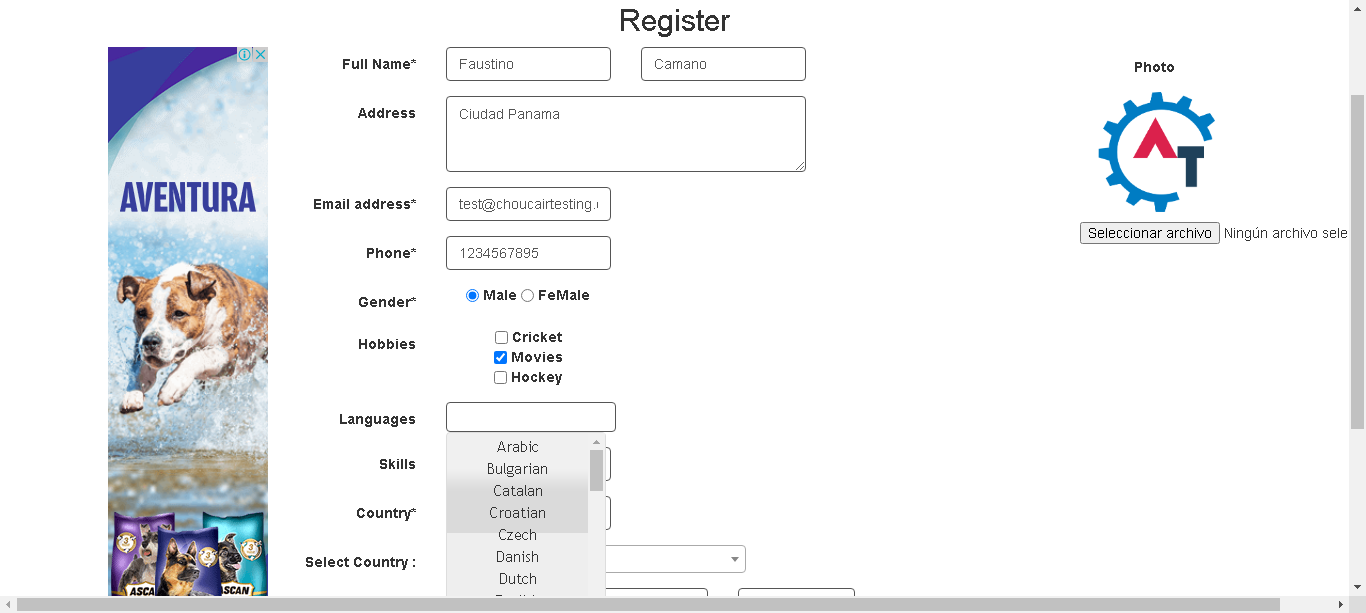 Register
Full Name*
Faustino
Camano
Photo
Address
Ciudad Panama
AVENTURA
Email address*
test@choucairtesting.
Phone*
1234567895
Seleccionar archivo
Ningún archivo sele
Gender*
Male
FeMale
Hobbies
Cricket
Movies
Hockey
Languages
Arabic
Skills
Bulgarian
Catalan
Country*
Croatian
Czech
Select Country :
Danish
Dutch
ASCAN